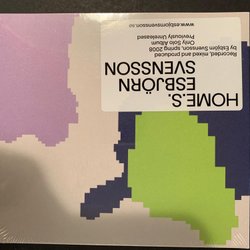 HOME.S.
ESBJÖRN
SVENSSON
Recorded, mixed and produced
by Esbjörn Svensson, spring 2008
Only Solo Album
Previously Unreleased
www.esbjornsvensson.se